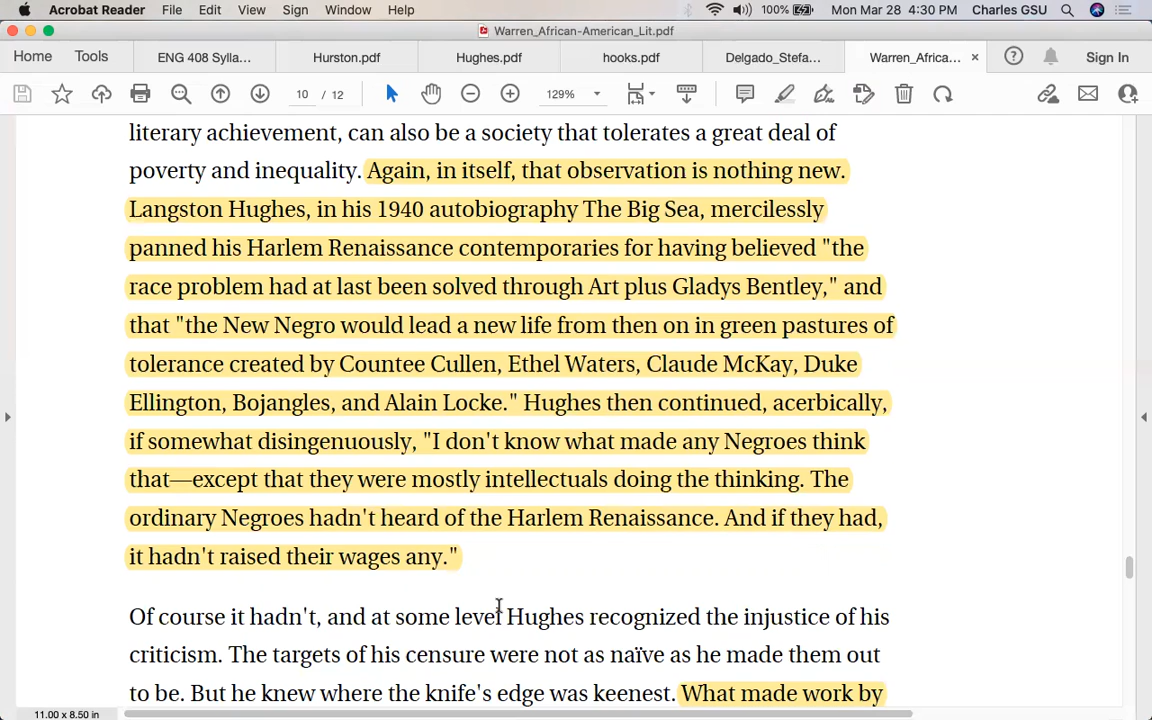 Acrobat Reader File Edit View Sign Window Help 100% Mon Mar 28 4:30 PM Charles GSU
Warren_African-American_Lit.pdf
Home Tools ENG 408 Sylla... Hurston.pdf Hughes.pdf hooks.pdf Delgado_Stefa... Warren_Africa... × ? Sign In
10 / 12 129%
literary achievement, can also be a society that tolerates a great deal of
poverty and inequality. Again, in itself, that observation is nothing new.
Langston Hughes, in his 1940 autobiography The Big Sea, mercilessly
panned his Harlem Renaissance contemporaries for having believed "the
race problem had at last been solved through Art plus Gladys Bentley," and
that "the New Negro would lead a new life from then on in green pastures of
tolerance created by Countee Cullen, Ethel Waters, Claude McKay, Duke
Ellington, Bojangles, and Alain Locke." Hughes then continued, acerbically,
if somewhat disingenuously, "I don't know what made any Negroes think
that—except that they were mostly intellectuals doing the thinking. The
ordinary Negroes hadn't heard of the Harlem Renaissance. And if they had,
it hadn't raised their wages any."
Of course it hadn't, and at some level Hughes recognized the injustice of his
criticism. The targets of his censure were not as naïve as he made them out
to be. But he knew where the knife's edge was keenest. What made work by
11.00 x 8.50 in